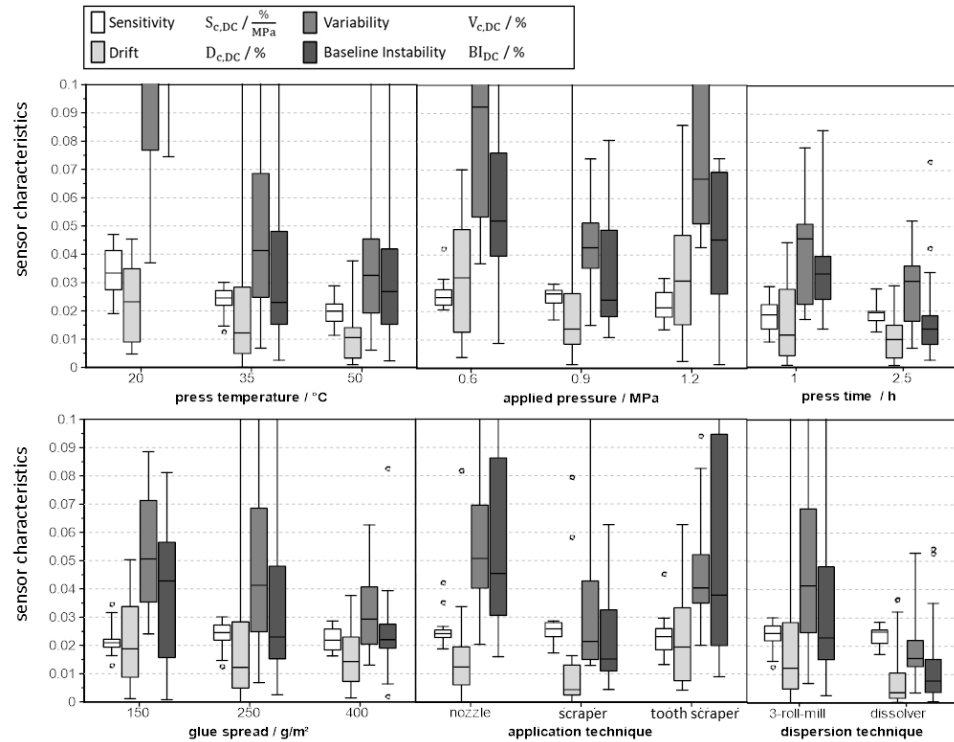 Sensitivity S_c,DC / %/MPa Variability V_c,DC / %
Drift D_c,DC / % Baseline Instability BI_DC / %
sensor characteristics
0.1
0.09
0.08
0.07
0.06
0.05
0.04
0.03
0.02
0.01
0
20 35 50 0.6 0.9 1.2 1 2.5
press temperature / °C applied pressure / MPa press time / h
sensor characteristics
0.1
0.09
0.08
0.07
0.06
0.05
0.04
0.03
0.02
0.01
0
150 250 400 nozzle scraper tooth scraper 3-roll-mill dissolver
glue spread / g/m² application technique dispersion technique